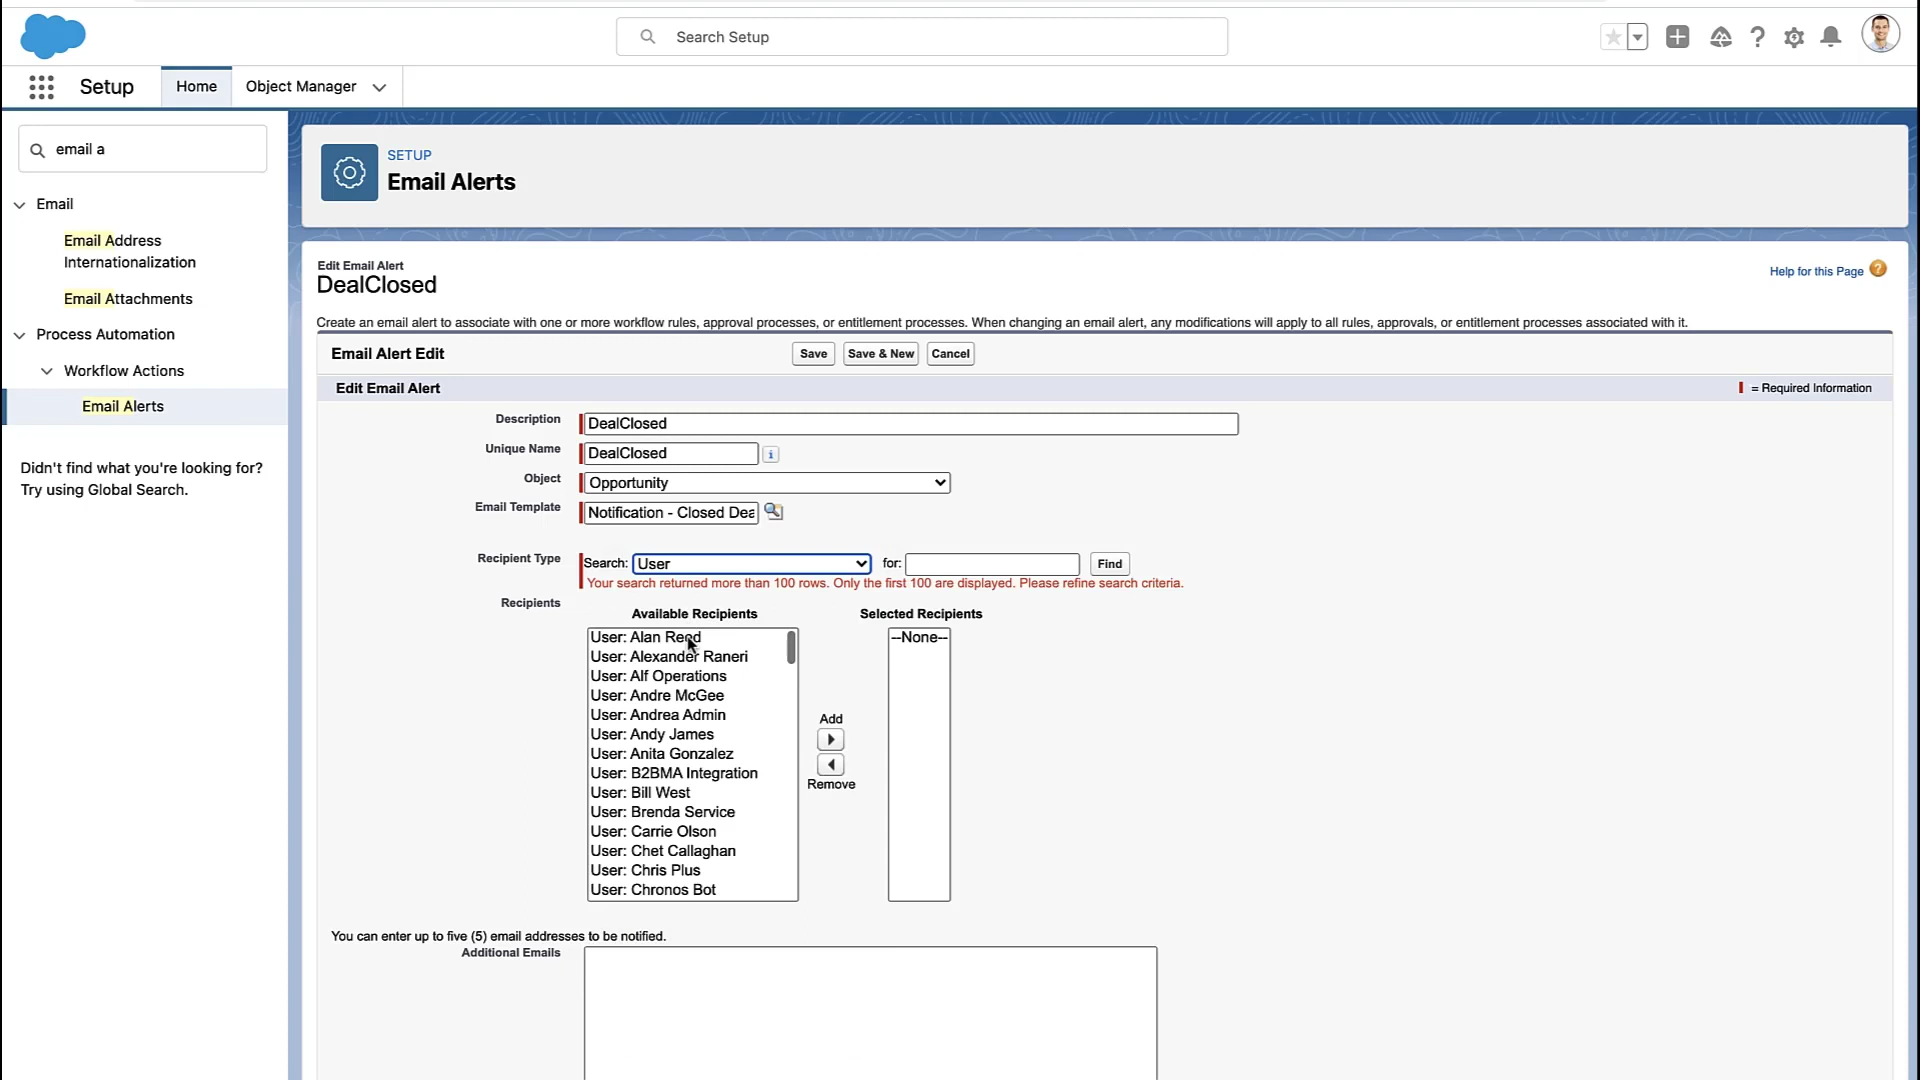 Search Setup
Setup
Home
Object Manager
email a
Email
Email Address
Internationalization
Email Attachments
Process Automation
Workflow Actions
Email Alerts
Didn't find what you're looking for?
Try using Global Search.
SETUP
Email Alerts
Edit Email Alert
DealClosed
Help for this Page
Create an email alert to associate with one or more workflow rules, approval processes, or entitlement processes. When changing an email alert, any modifications will apply to all rules, approvals, or entitlement processes associated with it.
Email Alert Edit
Save
Save & New
Cancel
Edit Email Alert
= Required Information
Description
DealClosed
Unique Name
DealClosed
Object
Opportunity
Email Template
Notification - Closed Dea
Recipient Type
Search:
User
for:
Find
Your search returned more than 100 rows. Only the first 100 are displayed. Please refine search criteria.
Recipients
Available Recipients
Selected Recipients
User: Alan Reed
User: Alexander Raneri
User: Alf Operations
User: Andre McGee
User: Andrea Admin
User: Andy James
User: Anita Gonzalez
User: B2BMA Integration
User: Bill West
User: Brenda Service
User: Carrie Olson
User: Chet Callaghan
User: Chris Plus
User: Chronos Bot
Add
Remove
--None--
You can enter up to five (5) email addresses to be notified.
Additional Emails